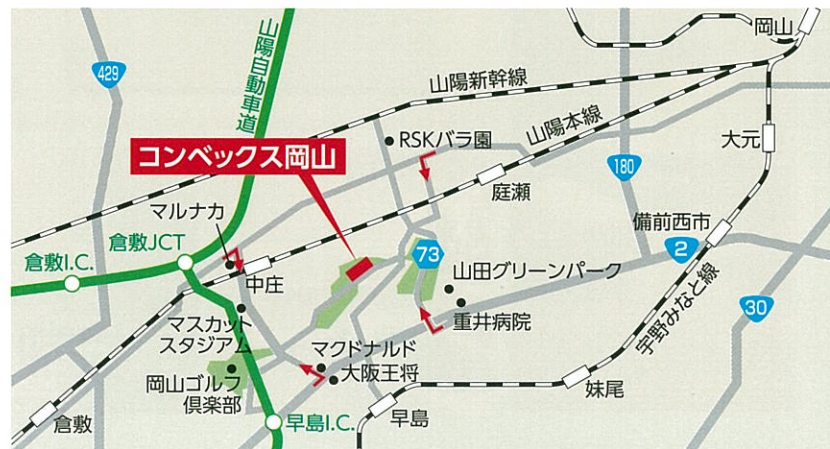 岡山
429
山陽自動車道
山陽新幹線
RSKバラ園
山陽本線
大元
コンベックス岡山
180
庭瀬
マルナカ
備前西市
倉敷JCT
2
倉敷I.C.
73
中庄
山田グリーンパーク
30
マスカット
スタジアム
重井病院
宇野みなと線
マクドナルド
大阪王将
岡山ゴルフ
倶楽部
妹尾
倉敷
早島I.C.
早島